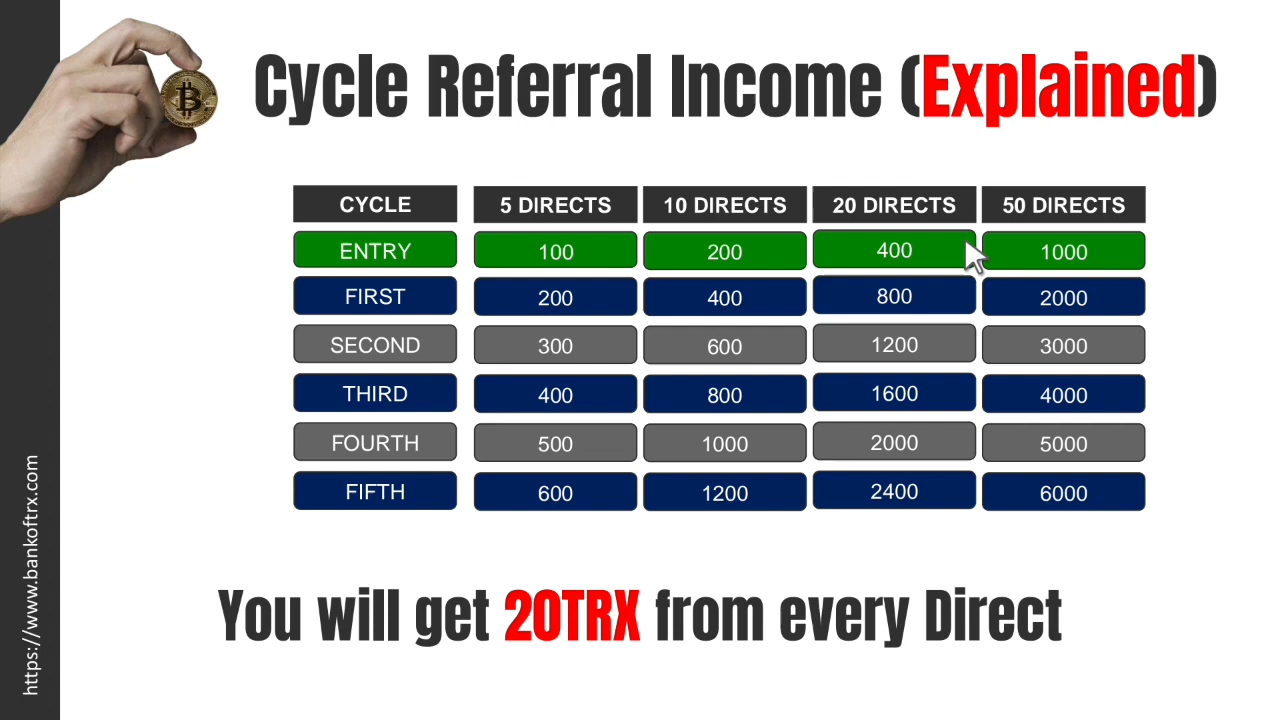 Cycle Referral Income (Explained)
CYCLE 5 DIRECTS 10 DIRECTS 20 DIRECTS 50 DIRECTS
ENTRY 100 200 400 1000
FIRST 200 400 800 2000
SECOND 300 600 1200 3000
THIRD 400 800 1600 4000
FOURTH 500 1000 2000 5000
FIFTH 600 1200 2400 6000
You will get 20TRX from every Direct
https://www.bankoftrx.com